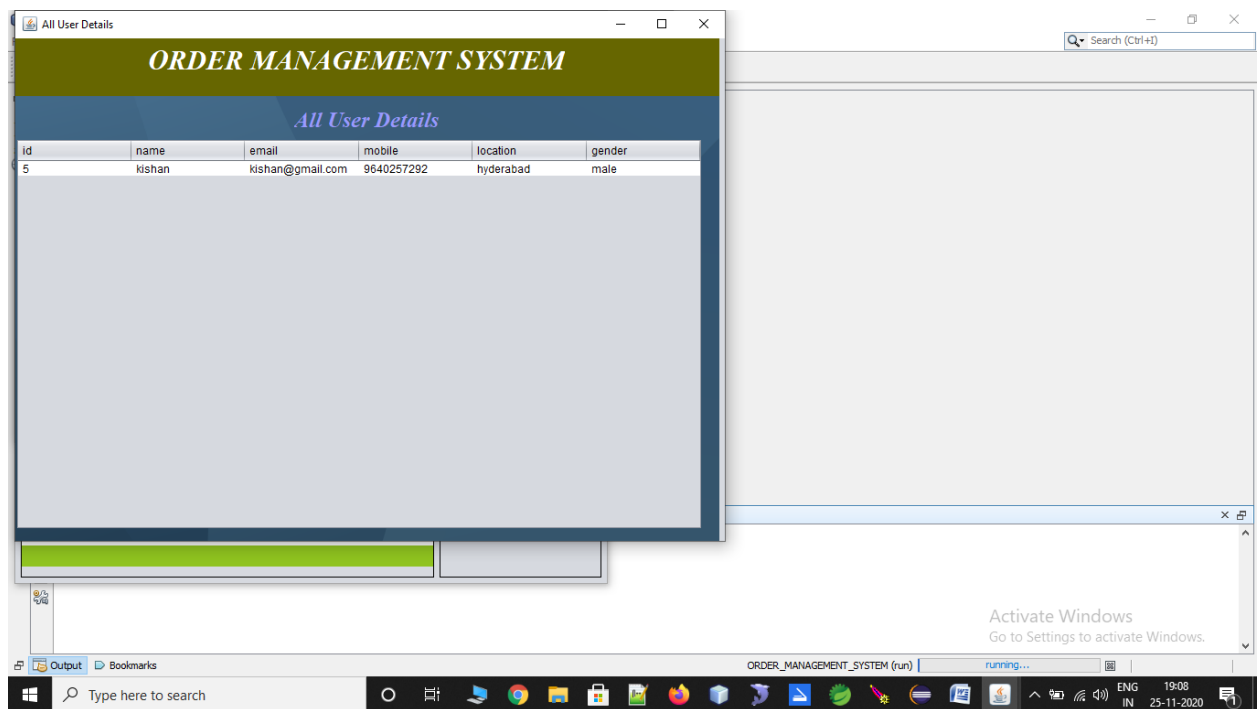 All User Details
Search (Ctrl+I)
ORDER MANAGEMENT SYSTEM
All User Details
id name email mobile location gender
5 kishan kishan@gmail.com 9640257292 hyderabad male
Activate Windows
Go to Settings to activate Windows.
Output Bookmarks ORDER_MANAGEMENT_SYSTEM (run) running...
Type here to search ENG 19:08
IN 25-11-2020 1